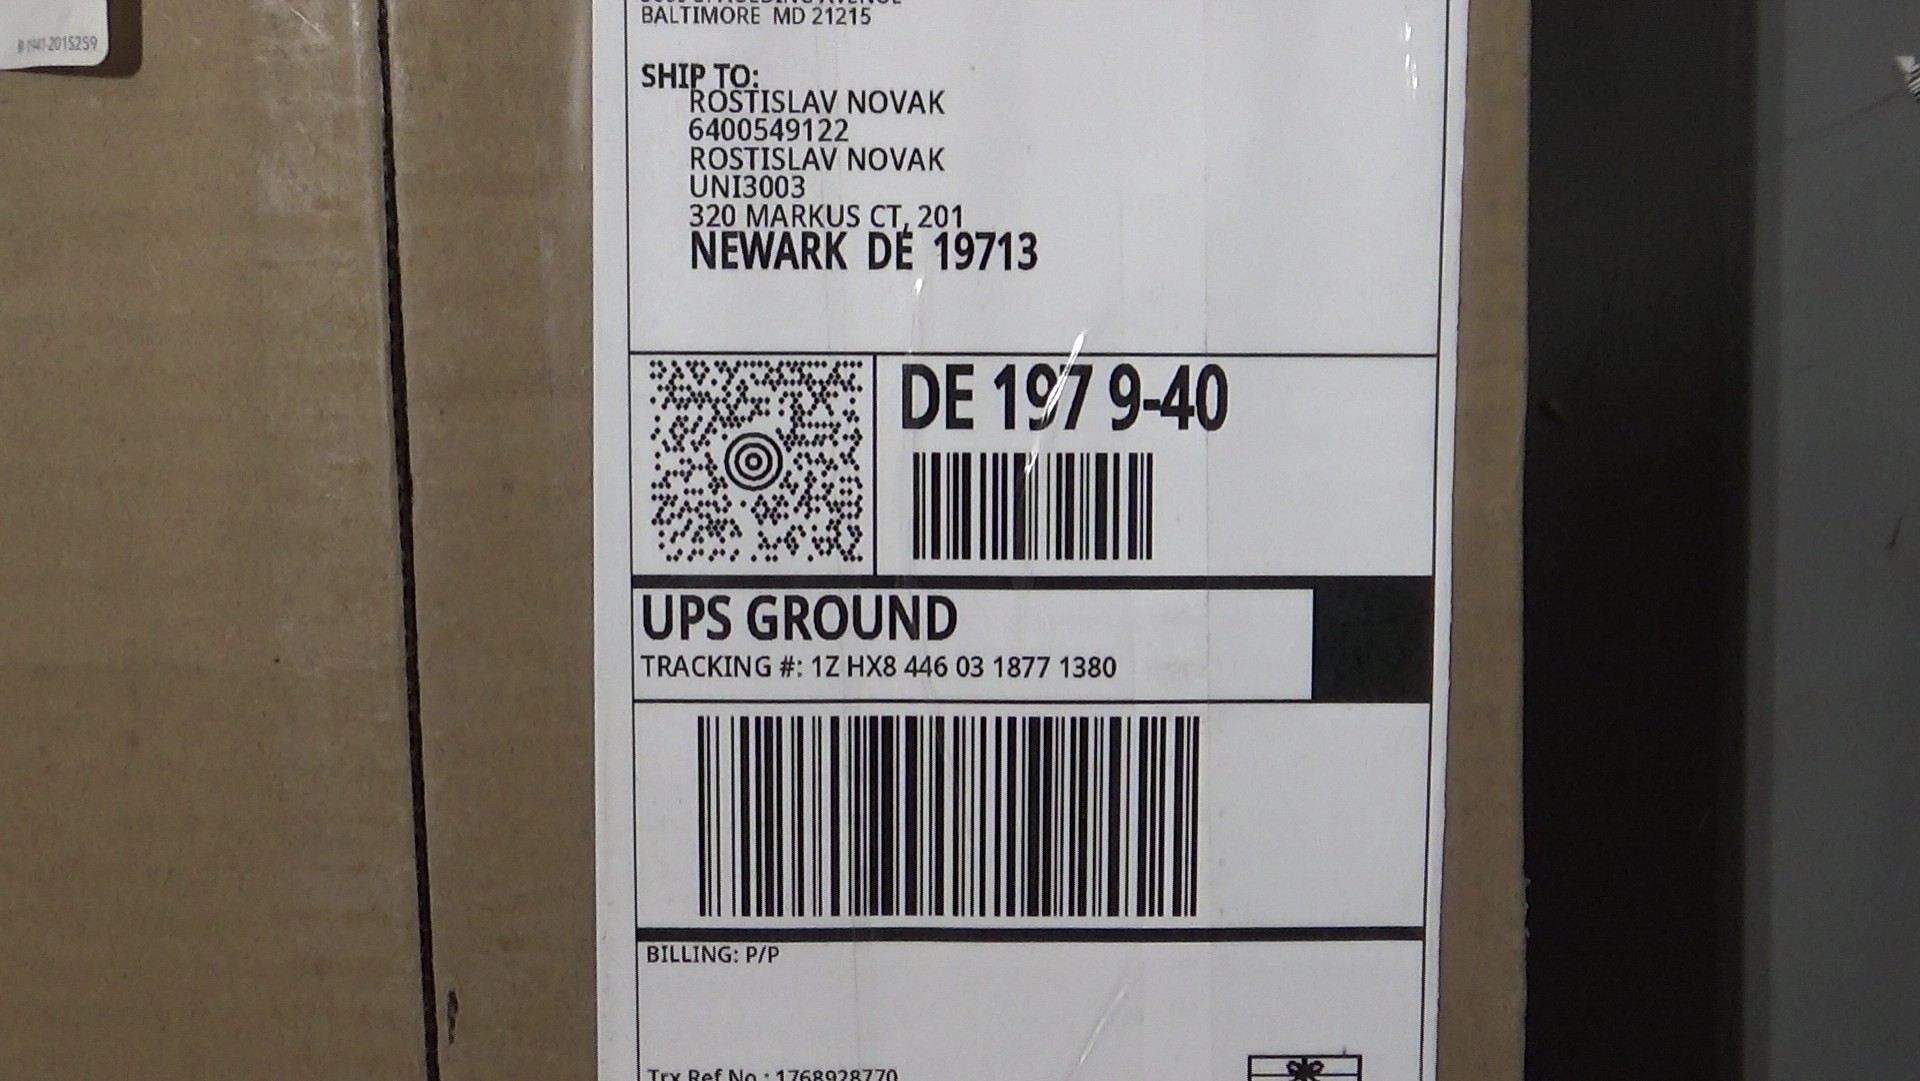 2015259
BALTIMORE MD 21215
SHIP TO:
ROSTISLAV NOVAK
6400549122
ROSTISLAV NOVAK
UNI3003
320 MARKUS CT, 201
NEWARK DE 19713
DE 197 9-40
UPS GROUND
TRACKING #: 1Z HX8 446 03 1877 1380
BILLING: P/P
Trx Ref No.: 1768928770